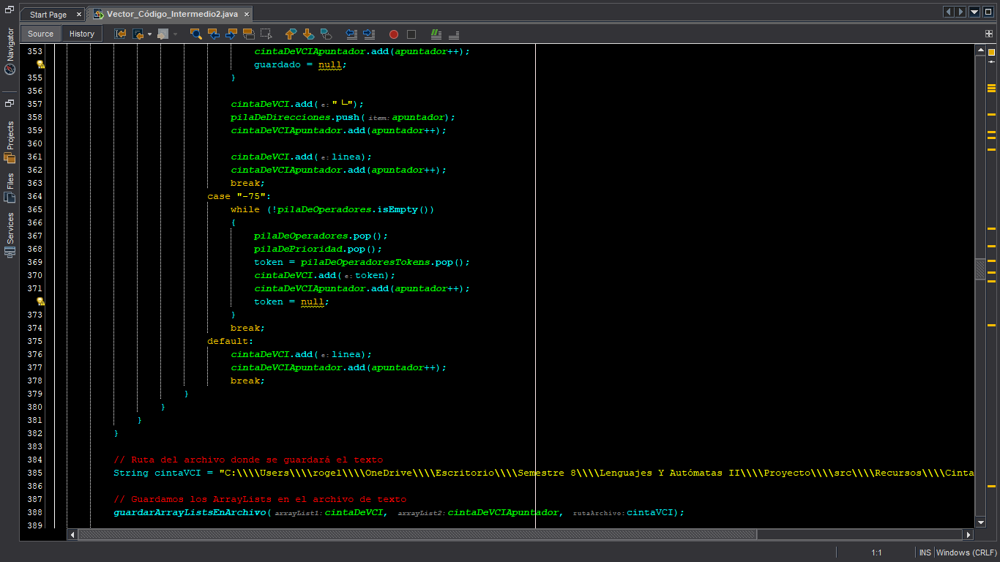 Start Page × Vector_Código_Intermedio2.java ×
Source History
Navigator
Projects
Files
Services
353 cintaDeVCIApuntador.add(apuntador++);
guardado = null;
355 }
356
357 cintaDeVCI.add(e:" └");
358 pilaDeDirecciones.push(item:apuntador);
359 cintaDeVCIApuntador.add(apuntador++);
360
361 cintaDeVCI.add(e:linea);
362 cintaDeVCIApuntador.add(apuntador++);
363 break;
364 case "-75":
365 while (!pilaDeOperadores.isEmpty())
366 {
367 pilaDeOperadores.pop();
368 pilaDePrioridad.pop();
369 token = pilaDeOperadoresTokens.pop();
370 cintaDeVCI.add(e:token);
371 cintaDeVCIApuntador.add(apuntador++);
token = null;
373 }
374 break;
375 default:
376 cintaDeVCI.add(e:linea);
377 cintaDeVCIApuntador.add(apuntador++);
378 break;
379 }
380 }
381 }
382 }
383
384 // Ruta del archivo donde se guardará el texto
385 String cintaVCI = "C:\\\\Users\\\\rogel\\\\OneDrive\\\\Escritorio\\\\Semestre 8\\\\Lenguajes Y Autómatas II\\\\Proyecto\\\\src\\\\Recursos\\\\Cinta
386
387 // Guardamos los ArrayLists en el archivo de texto
388 guardarArrayListsEnArchivo(arrayList1:cintaDeVCI, arrayList2:cintaDeVCIApuntador, rutaArchivo:cintaVCI);
389
1:1 INS Windows (CRLF)